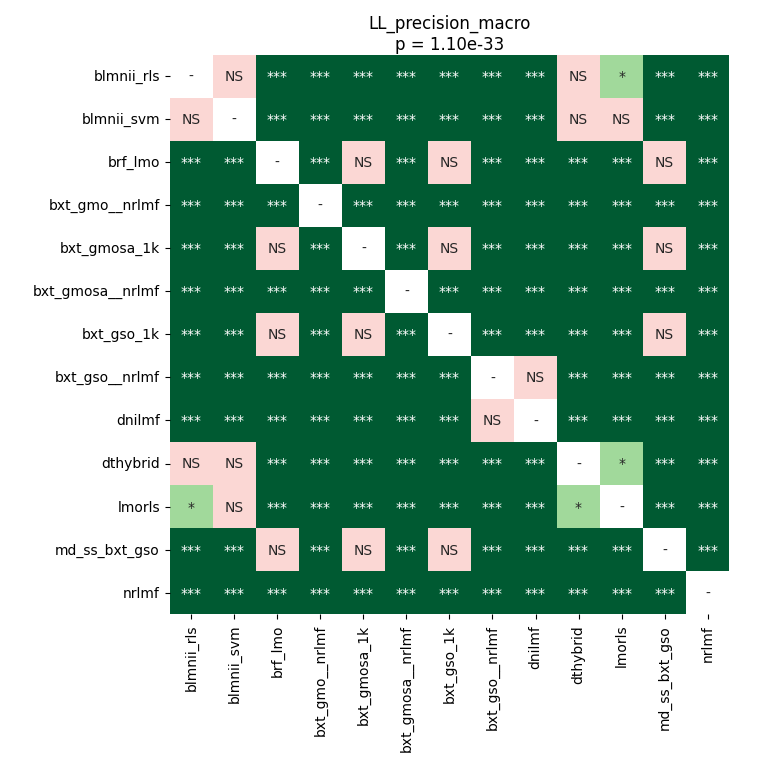 LL_precision_macro
p = 1.10e-33
blmnii_rls - NS *** *** *** *** *** *** *** NS * *** ***
blmnii_svm NS - *** *** *** *** *** *** *** NS NS *** ***
brf_lmo *** *** - *** NS *** NS *** *** *** *** NS ***
bxt_gmo__nrlmf *** *** *** - *** *** *** *** *** *** *** *** ***
bxt_gmosa_1k *** *** NS *** - *** NS *** *** *** *** NS ***
bxt_gmosa__nrlmf *** *** *** *** *** - *** *** *** *** *** *** ***
bxt_gso_1k *** *** NS *** NS *** - *** *** *** *** NS ***
bxt_gso__nrlmf *** *** *** *** *** *** *** - NS *** *** *** ***
dnilmf *** *** *** *** *** *** *** NS - *** *** *** ***
dthybrid NS NS *** *** *** *** *** *** *** - * *** ***
lmorls * NS *** *** *** *** *** *** *** * - *** ***
md_ss_bxt_gso *** *** NS *** NS *** NS *** *** *** *** - ***
nrlmf *** *** *** *** *** *** *** *** *** *** *** *** -
blmnii_rls blmnii_svm brf_lmo bxt_gmo__nrlmf bxt_gmosa_1k bxt_gmosa__nrlmf bxt_gso_1k bxt_gso__nrlmf dnilmf dthybrid lmorls md_ss_bxt_gso nrlmf